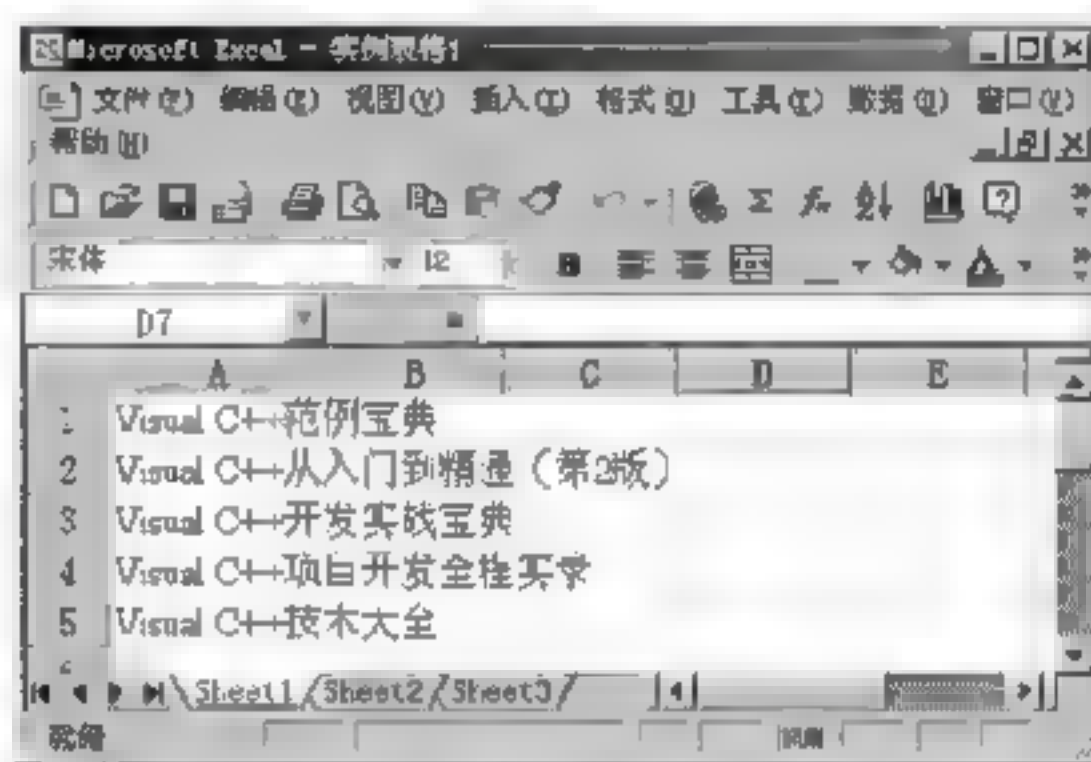 Microsoft Excel - 实例表格1
文件(F) 编辑(E) 视图(V) 插入(I) 格式(O) 工具(T) 数据(D) 窗口(W)
帮助(H)
宋体 12 B
D7
A B C D E
1 Visual C++范例宝典
2 Visual C++从入门到精通（第2版）
3 Visual C++开发实战宝典
4 Visual C++项目开发全程实录
5 Visual C++技术大全
Sheet1 Sheet2 Sheet3
就绪